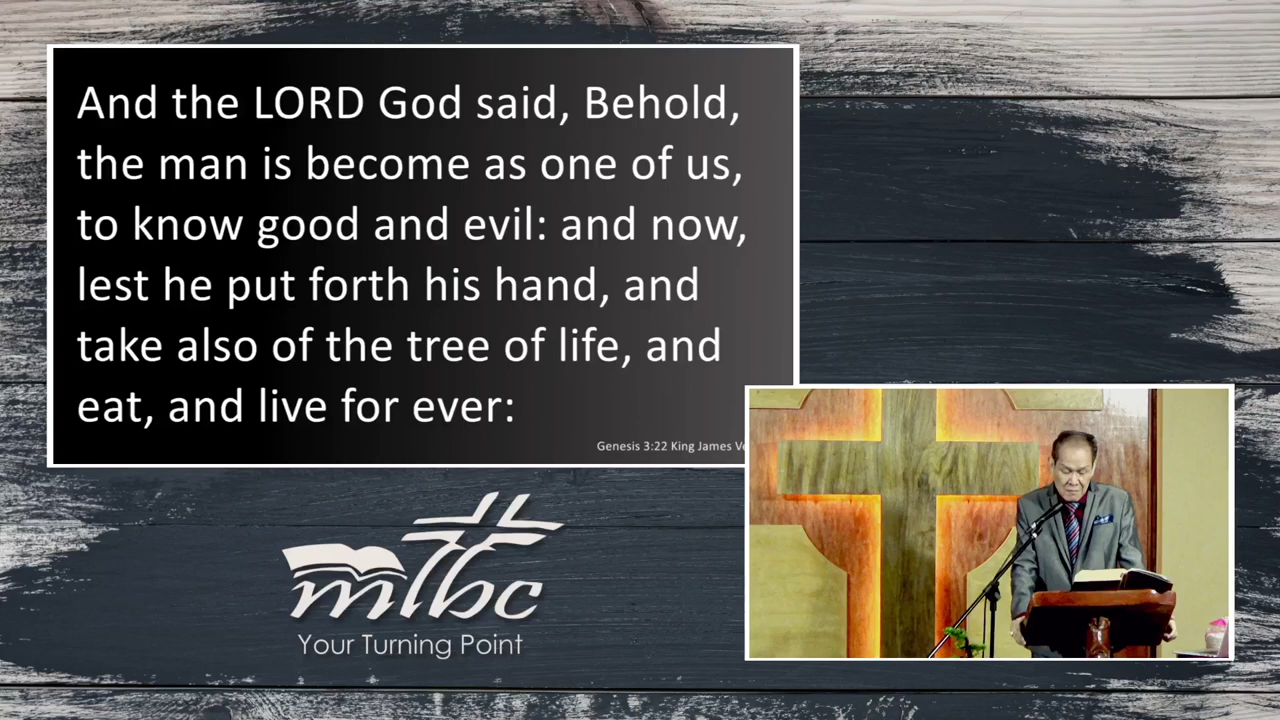 And the LORD God said, Behold,
the man is become as one of us,
to know good and evil: and now,
lest he put forth his hand, and
take also of the tree of life, and
eat, and live for ever:
Genesis 3:22 King James
mlbc
Your Turning Point